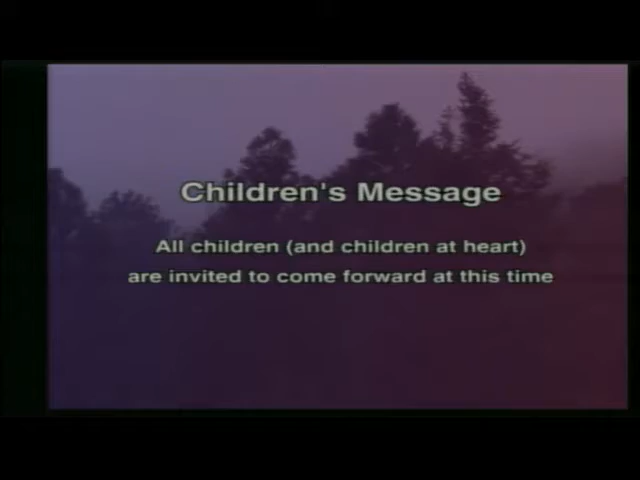 Children's Message
All children (and children at heart)
are invited to come forward at this time